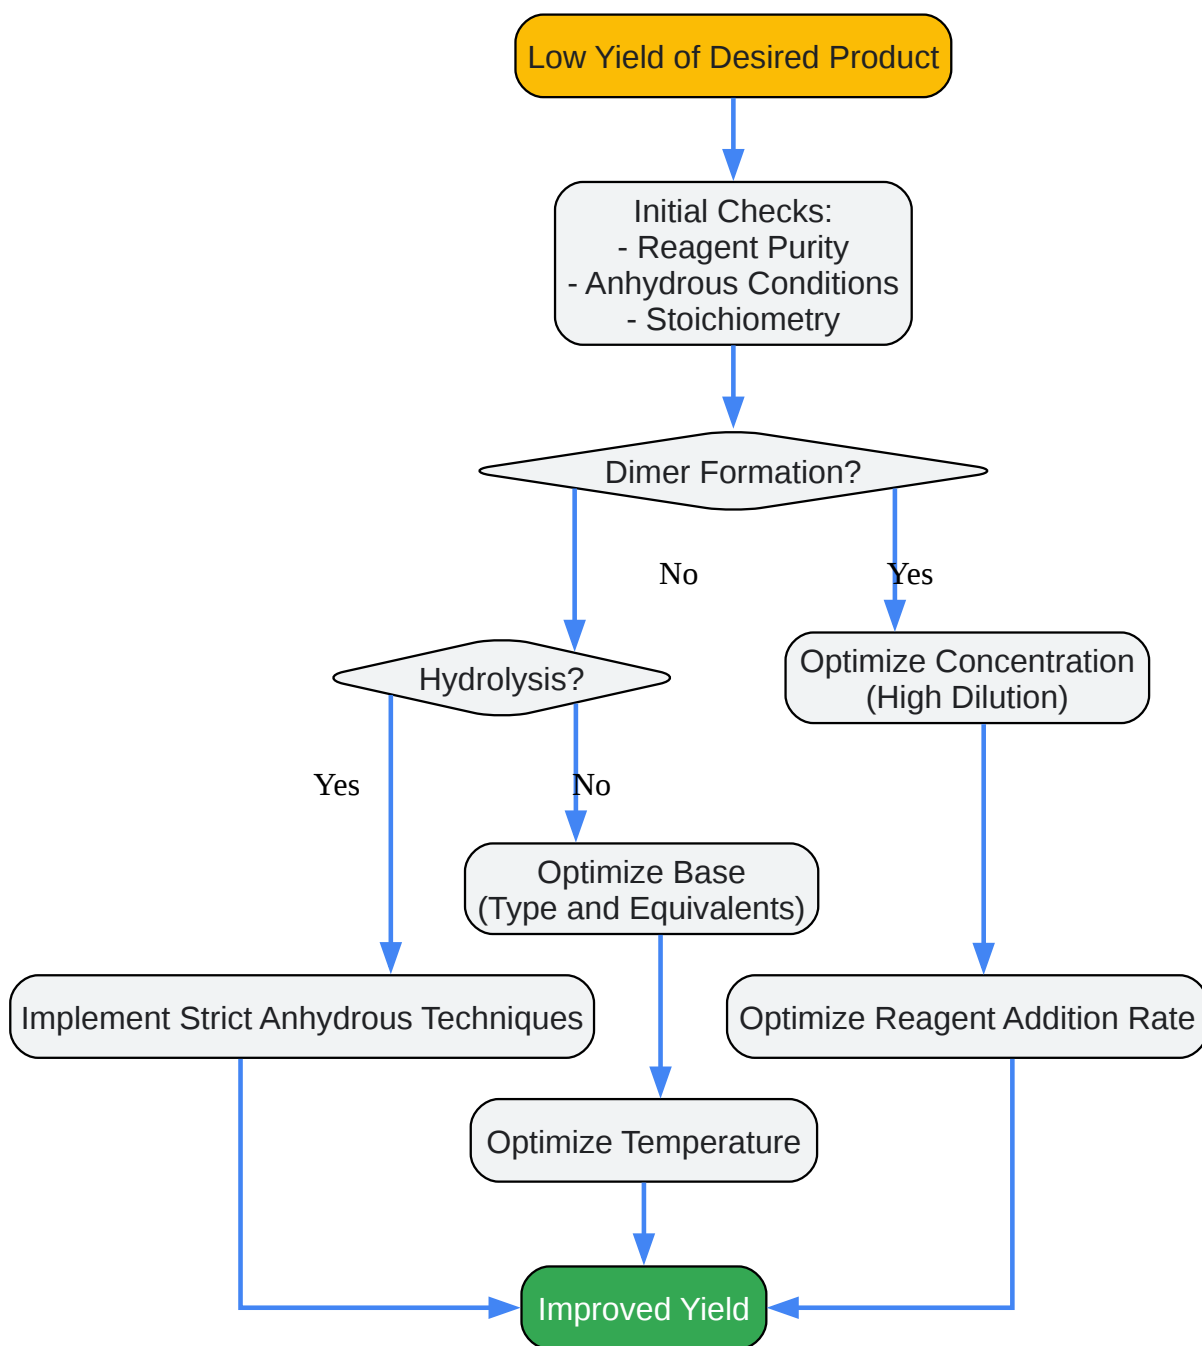 Low Yield of Desired Product
Initial Checks:
- Reagent Purity
- Anhydrous Conditions
- Stoichiometry
Dimer Formation?
No
Yes
Hydrolysis?
Optimize Concentration
(High Dilution)
Yes
No
Optimize Base
(Type and Equivalents)
Implement Strict Anhydrous Techniques
Optimize Reagent Addition Rate
Optimize Temperature
Improved Yield